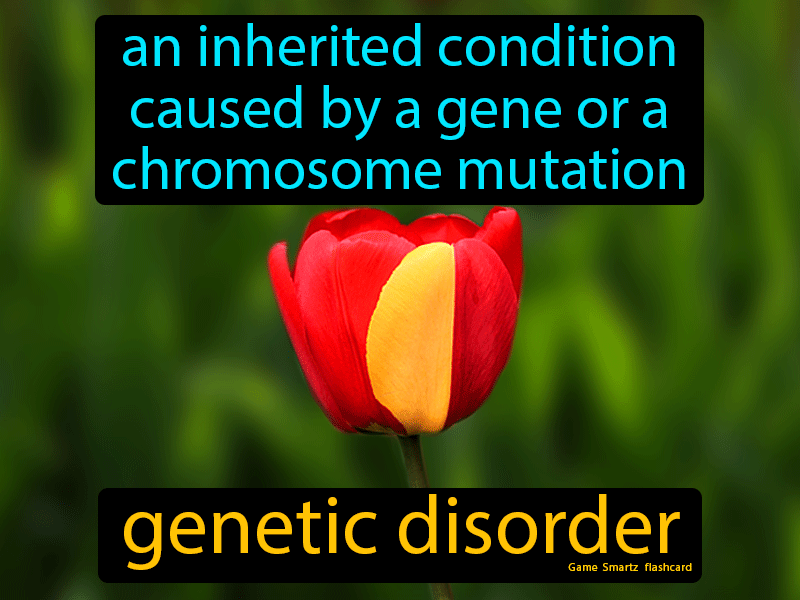 an inherited condition
caused by a gene or a
chromosome mutation
genetic disorder
Game Smartz flashcard